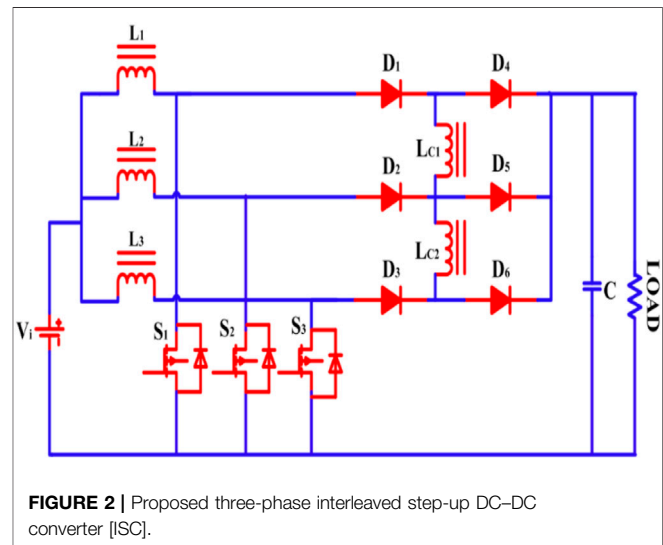 L1
D1
D4
L2
LC1
D2
D5
L3
LC2
D3
D6
Vi
S1
S2
S3
C
LOAD
FIGURE 2 | Proposed three-phase interleaved step-up DC–DC
converter [ISC].